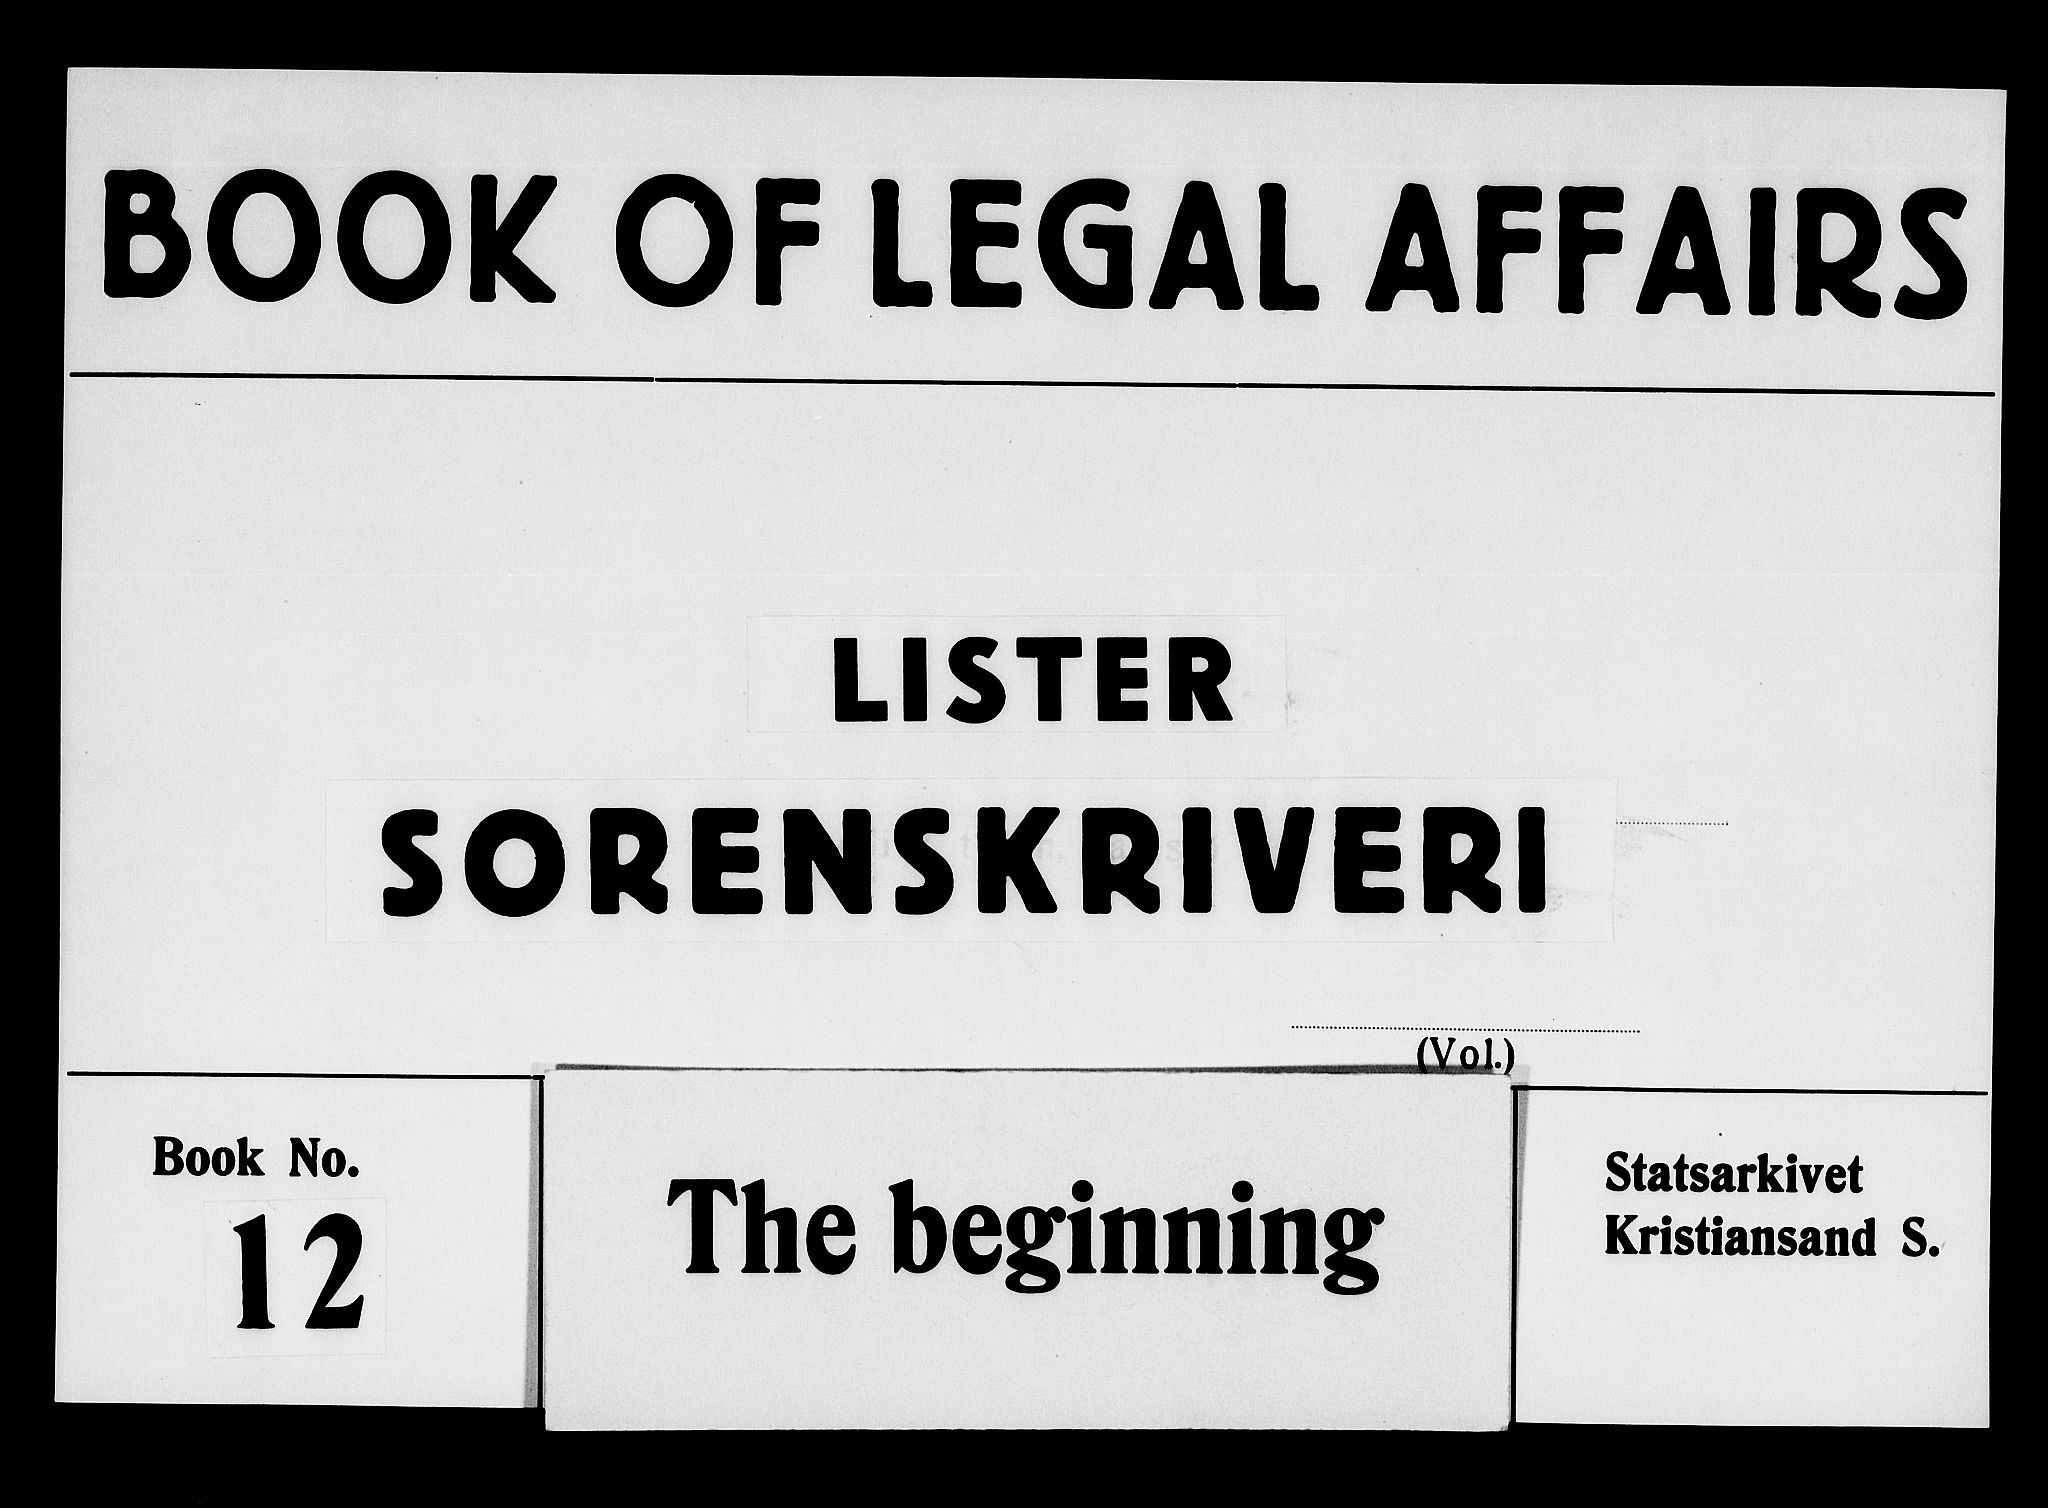 BOOK OF LEGAL AFFAIRS
LISTER
SORENSKRIVERI
(Vol.)
Book No.
12
The beginning
Statsarkivet
Kristiansand S.